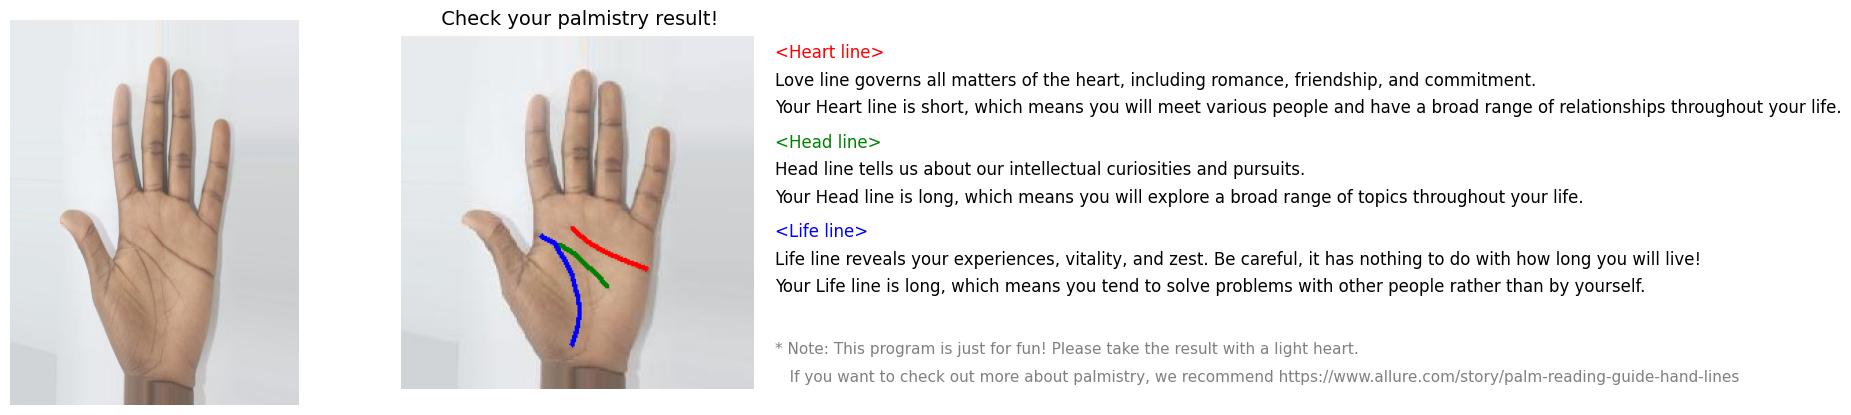 Check your palmistry result!
<Heart line>
Love line governs all matters of the heart, including romance, friendship, and commitment.
Your Heart line is short, which means you will meet various people and have a broad range of relationships throughout your life.
<Head line>
Head line tells us about our intellectual curiosities and pursuits.
Your Head line is long, which means you will explore a broad range of topics throughout your life.
<Life line>
Life line reveals your experiences, vitality, and zest. Be careful, it has nothing to do with how long you will live!
Your Life line is long, which means you tend to solve problems with other people rather than by yourself.
* Note: This program is just for fun! Please take the result with a light heart.
If you want to check out more about palmistry, we recommend https://www.allure.com/story/palm-reading-guide-hand-lines